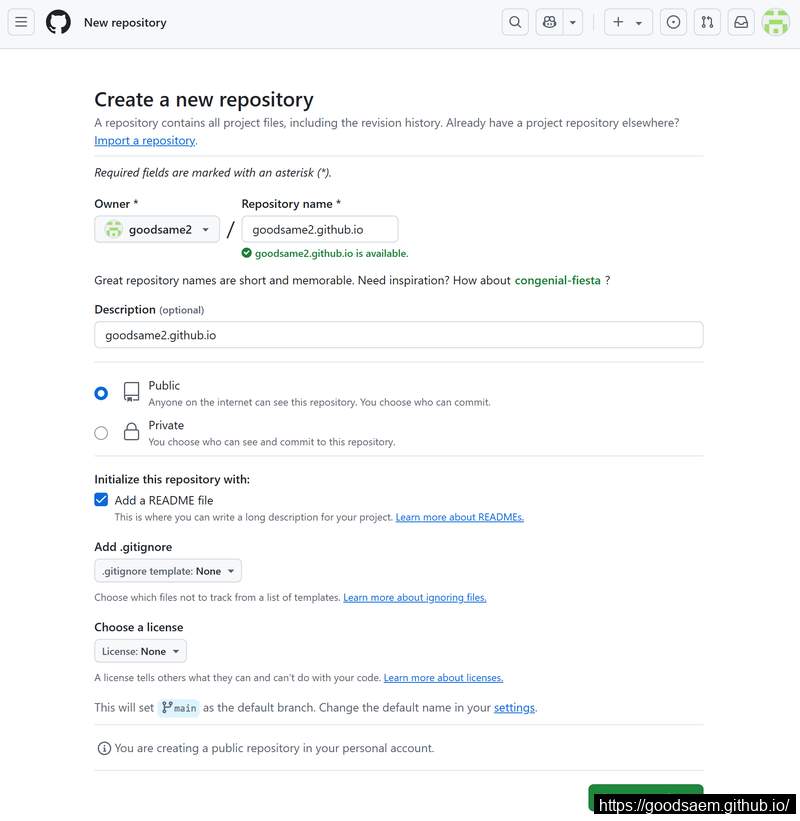 New repository
Create a new repository
A repository contains all project files, including the revision history. Already have a project repository elsewhere?
Import a repository.
Required fields are marked with an asterisk (*).
Owner * Repository name *
goodsame2 / goodsame2.github.io
goodsame2.github.io is available.
Great repository names are short and memorable. Need inspiration? How about congenial-fiesta ?
Description (optional)
goodsame2.github.io
Public
Anyone on the internet can see this repository. You choose who can commit.
Private
You choose who can see and commit to this repository.
Initialize this repository with:
Add a README file
This is where you can write a long description for your project. Learn more about READMEs.
Add .gitignore
.gitignore template: None
Choose which files not to track from a list of templates. Learn more about ignoring files.
Choose a license
License: None
A license tells others what they can and can't do with your code. Learn more about licenses.
This will set main as the default branch. Change the default name in your settings.
You are creating a public repository in your personal account.
https://goodsaem.github.io/